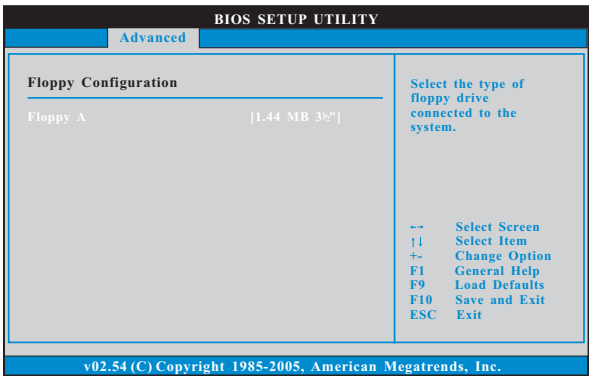 BIOS SETUP UTILITY
Advanced
Floppy Configuration
Floppy A [1.44 MB 3½"]
Select the type of
floppy drive
connected to the
system.
←→ Select Screen
↑↓ Select Item
+- Change Option
F1 General Help
F9 Load Defaults
F10 Save and Exit
ESC Exit
v02.54 (C) Copyright 1985-2005, American Megatrends, Inc.